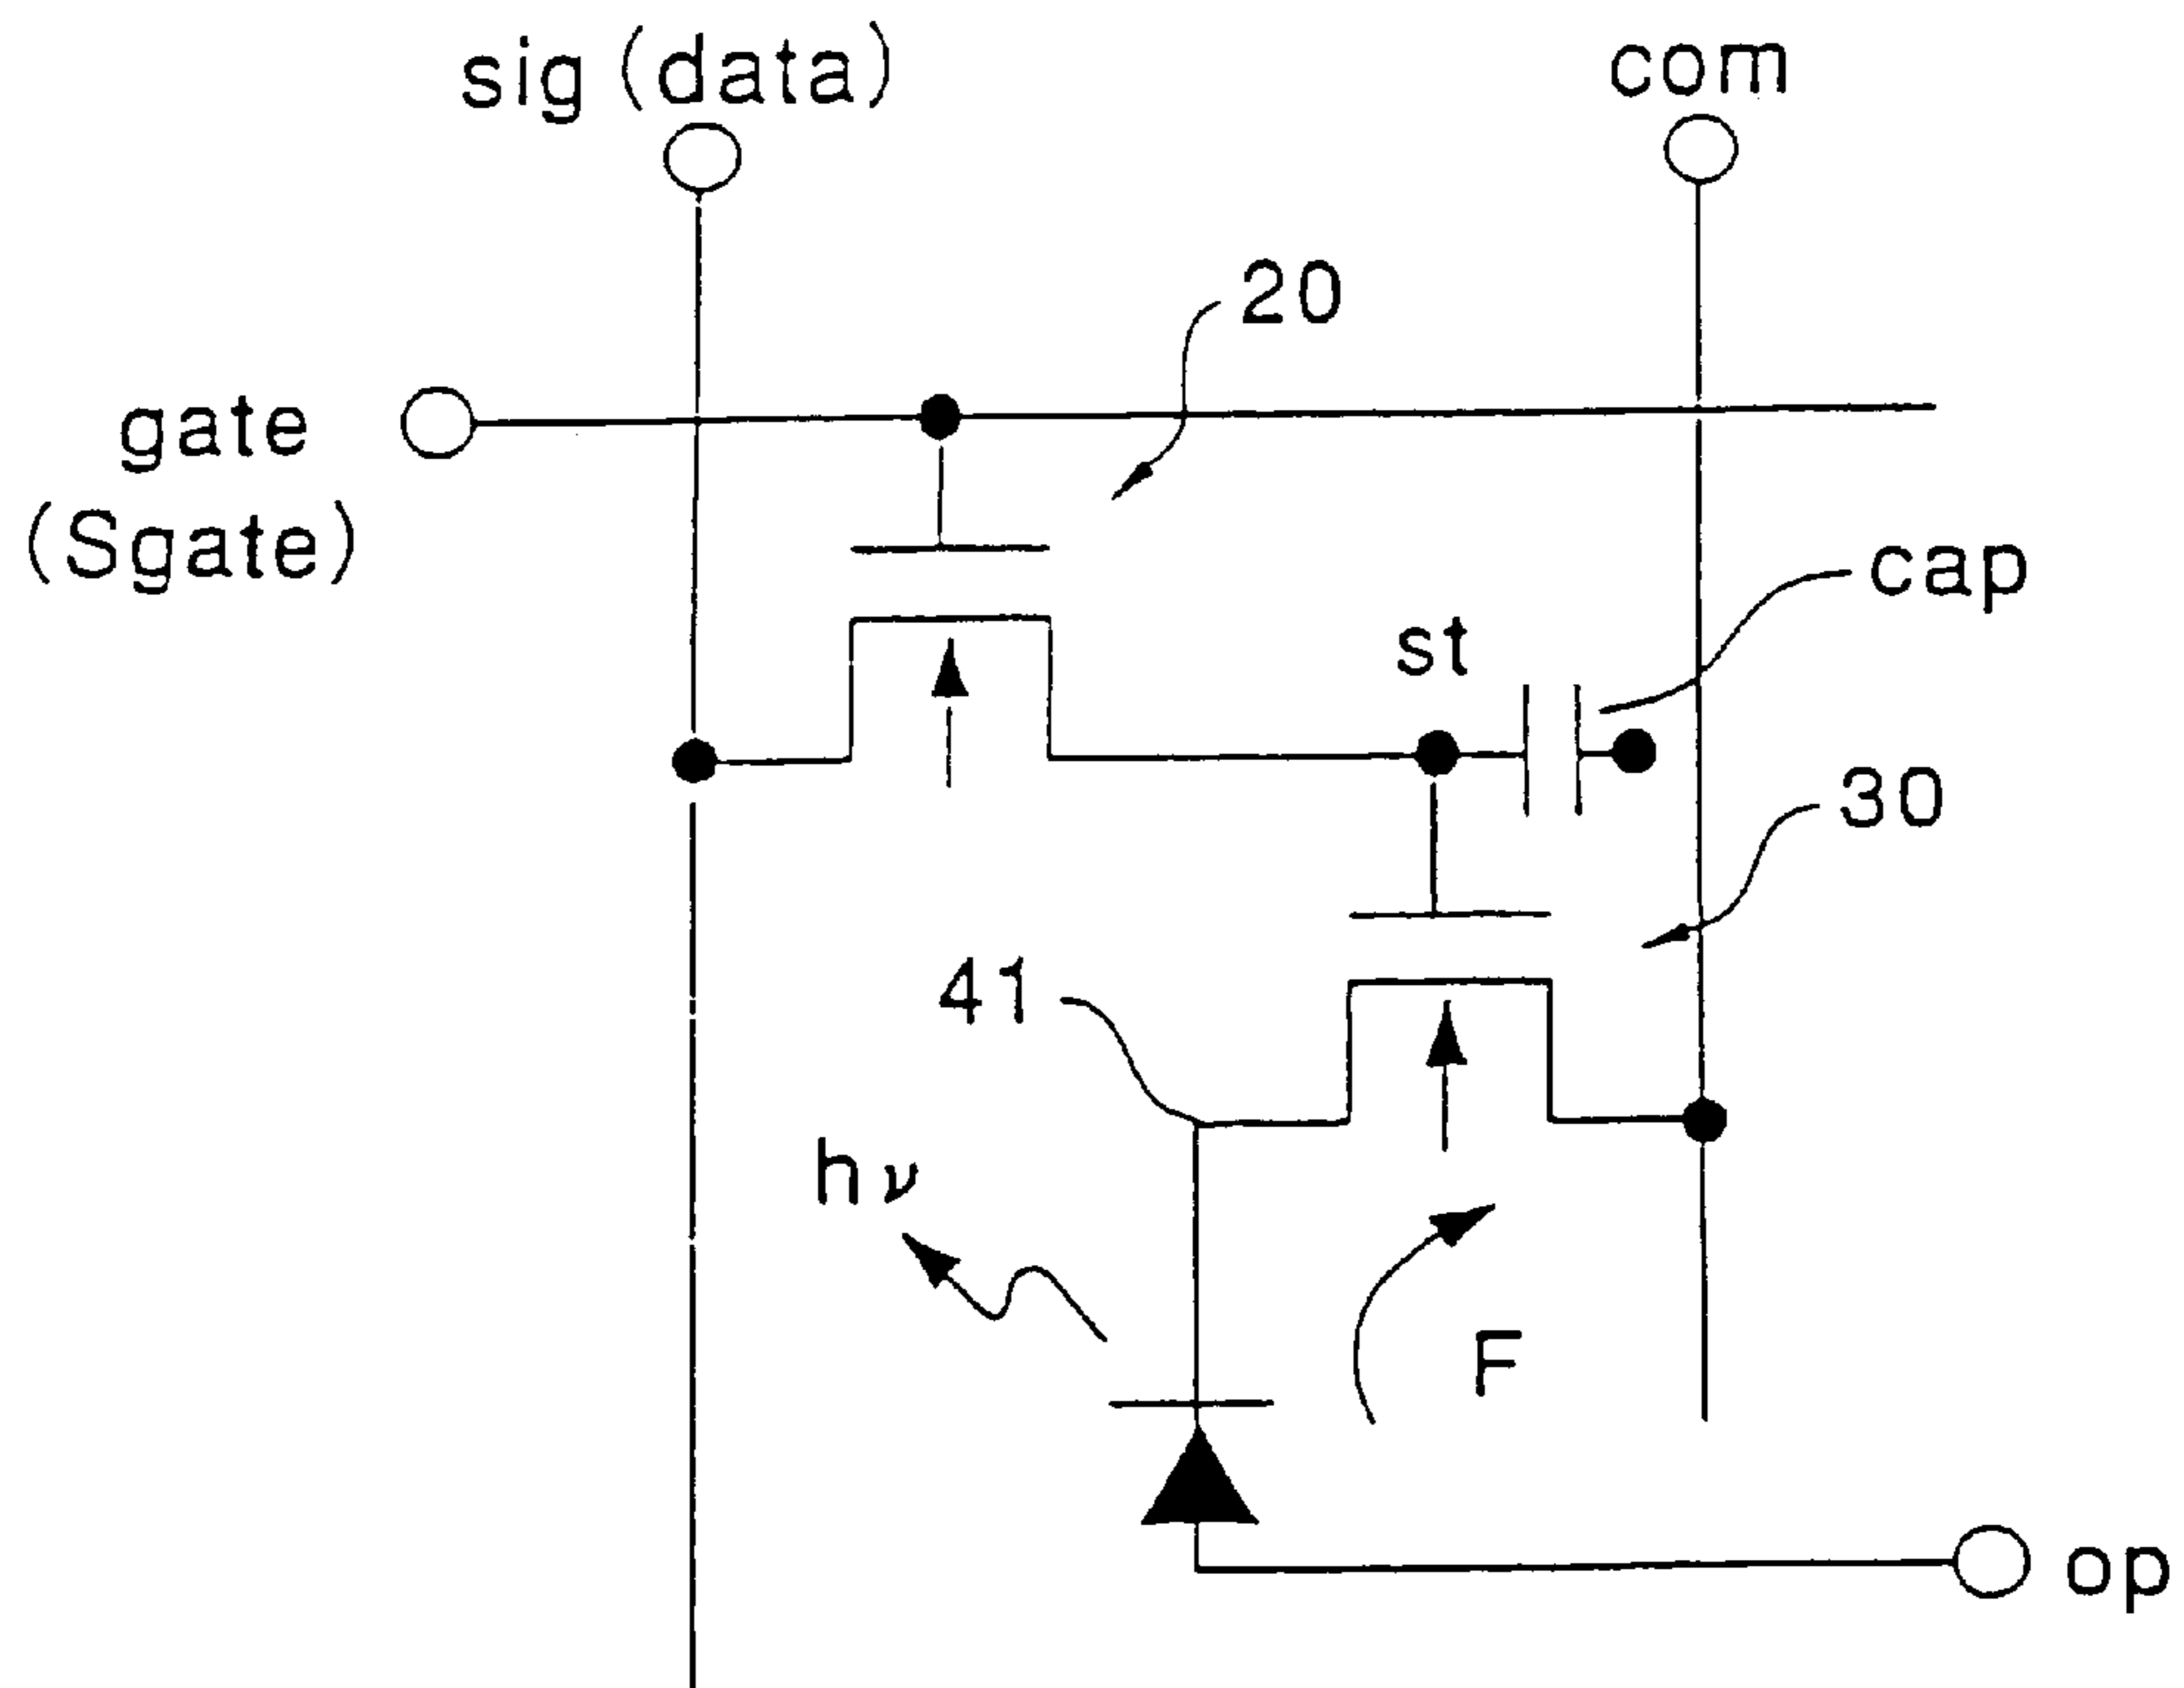 sig (data)
com
20
gate
(Sgate)
cap
st
30
41
hν
F
op